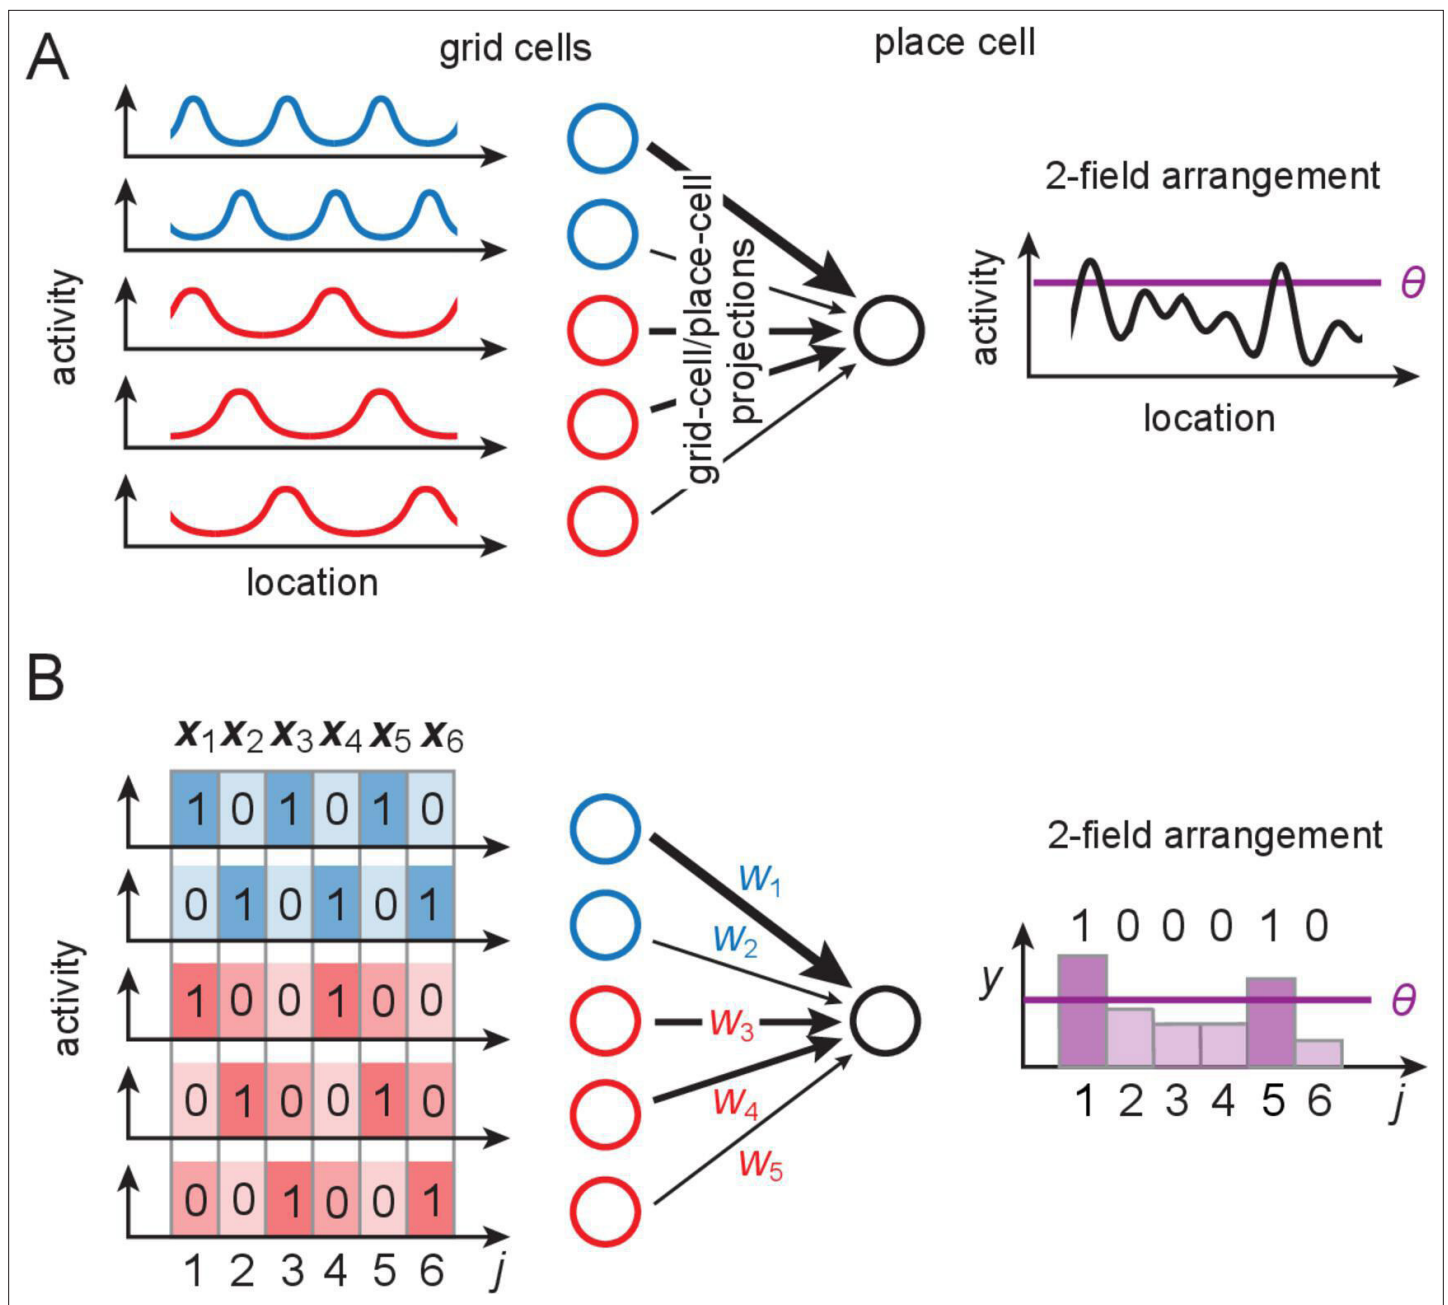 A
grid cells
place cell
activity
location
grid-cell/place-cell
projections
2-field arrangement
activity
θ
location
B
x1 x2 x3 x4 x5 x6
1 0 1 0 1 0
0 1 0 1 0 1
1 0 0 1 0 0
0 1 0 0 1 0
0 0 1 0 0 1
activity
1 2 3 4 5 6 j
w1
w2
w3
w4
w5
2-field arrangement
1 0 0 0 1 0
y
θ
1 2 3 4 5 6 j